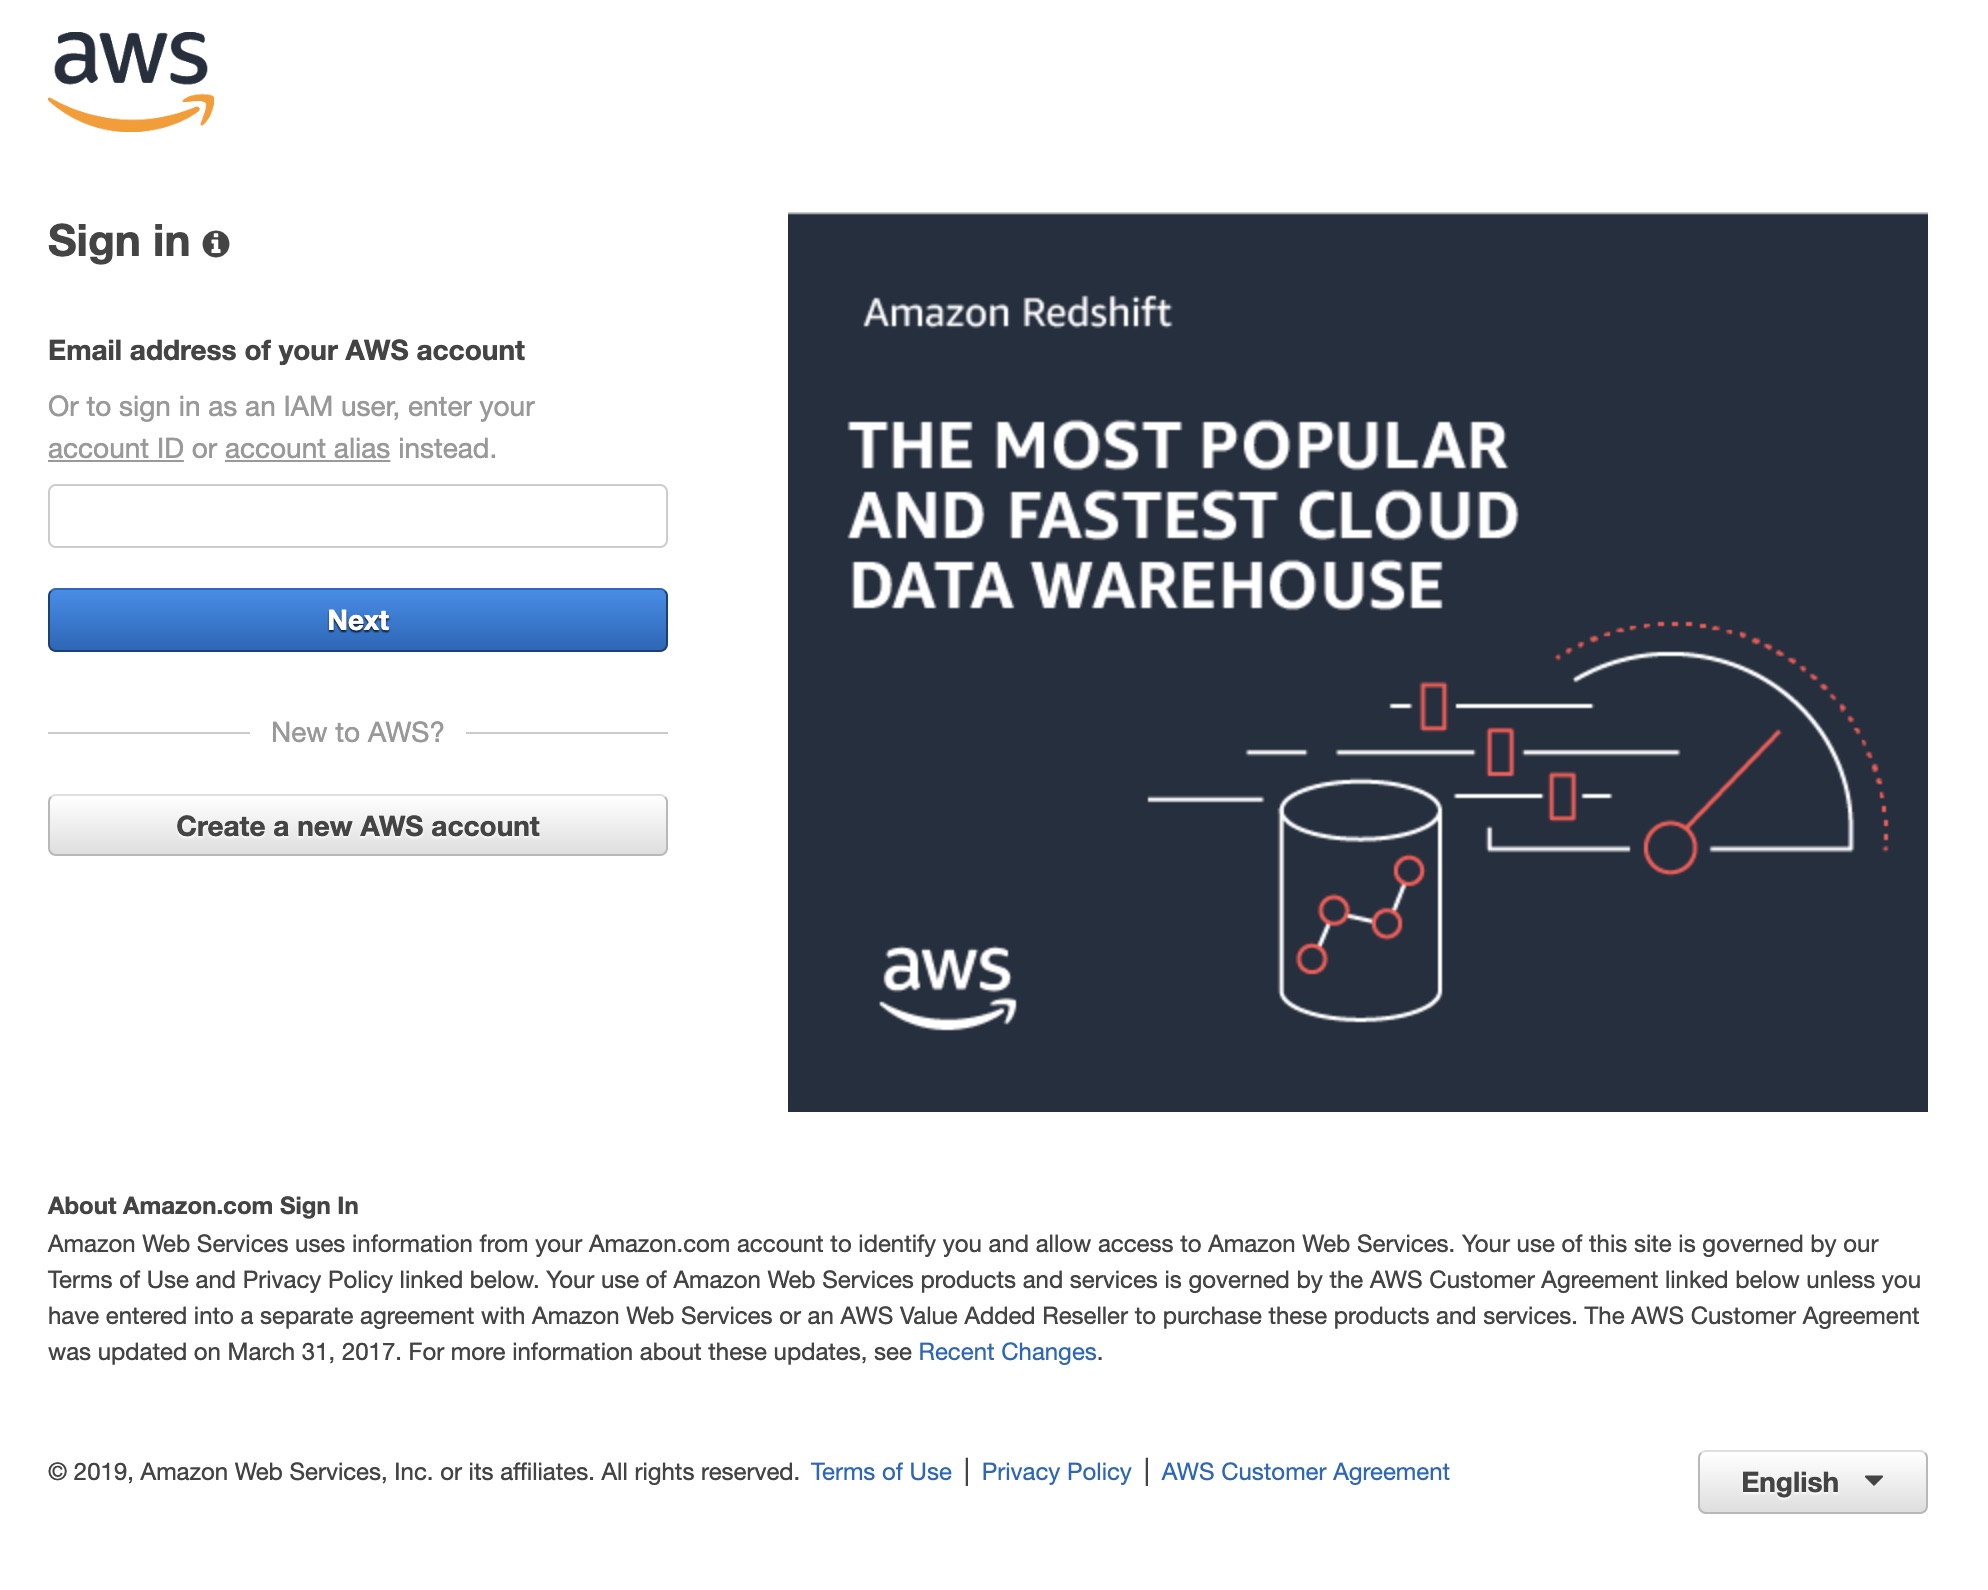 aws
Sign in
Email address of your AWS account
Or to sign in as an IAM user, enter your
account ID or account alias instead.
Next
New to AWS?
Create a new AWS account
Amazon Redshift
THE MOST POPULAR
AND FASTEST CLOUD
DATA WAREHOUSE
aws
About Amazon.com Sign In
Amazon Web Services uses information from your Amazon.com account to identify you and allow access to Amazon Web Services. Your use of this site is governed by our
Terms of Use and Privacy Policy linked below. Your use of Amazon Web Services products and services is governed by the AWS Customer Agreement linked below unless you
have entered into a separate agreement with Amazon Web Services or an AWS Value Added Reseller to purchase these products and services. The AWS Customer Agreement
was updated on March 31, 2017. For more information about these updates, see Recent Changes.
© 2019, Amazon Web Services, Inc. or its affiliates. All rights reserved. Terms of Use | Privacy Policy | AWS Customer Agreement
English